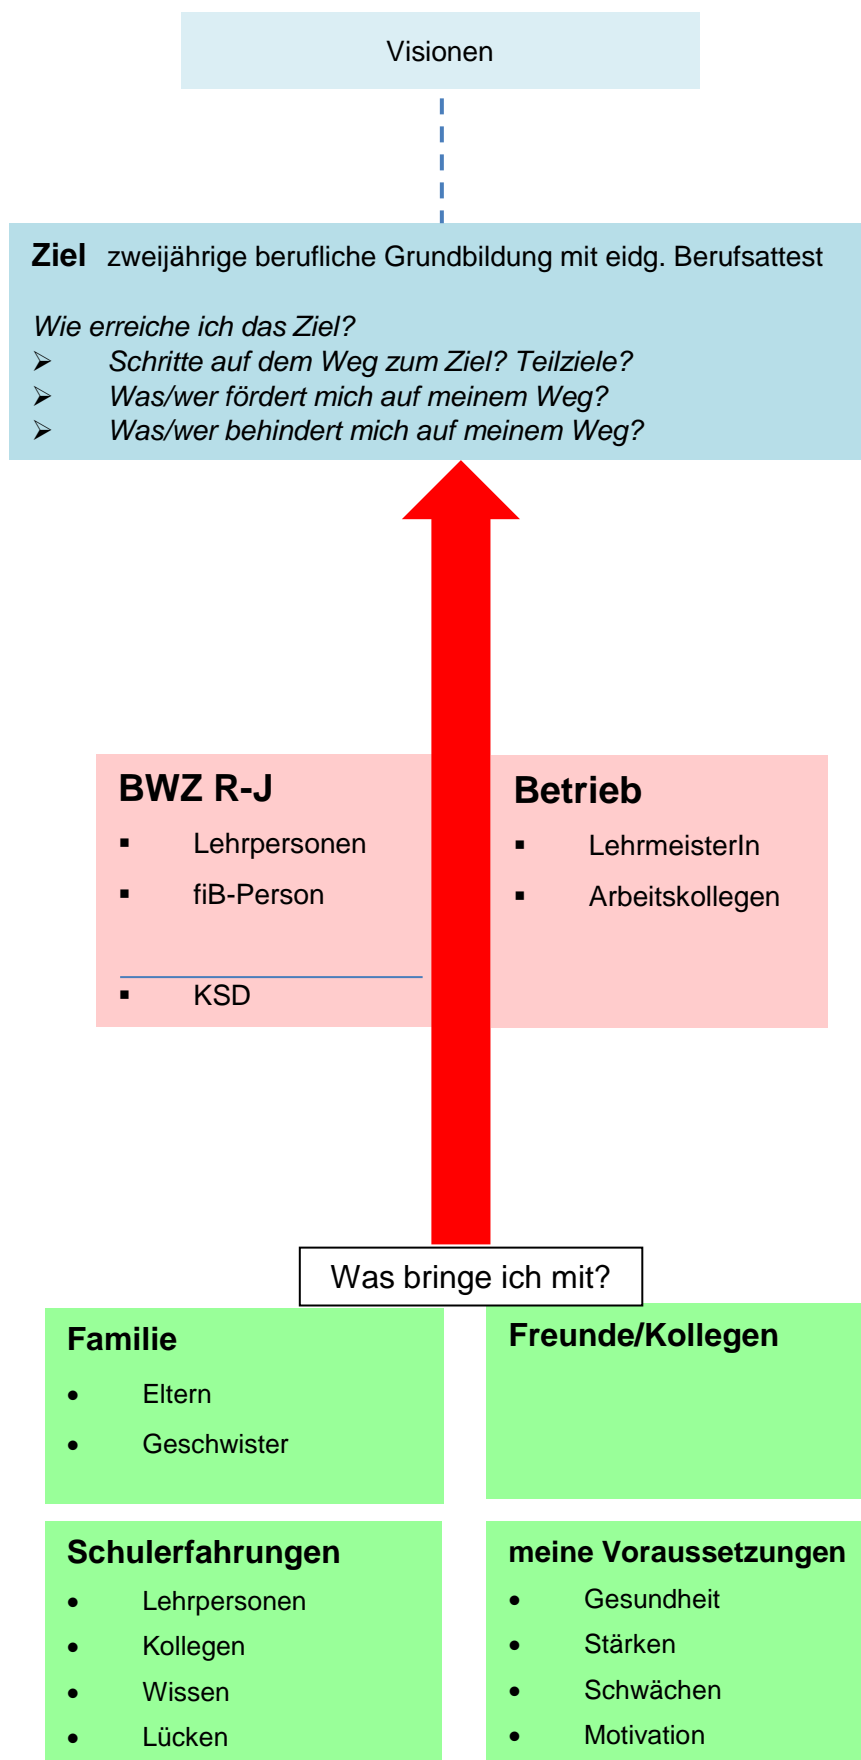 Visionen
Ziel zweijährige berufliche Grundbildung mit eidg. Berufsattest
Wie erreiche ich das Ziel?
➢ Schritte auf dem Weg zum Ziel? Teilziele?
➢ Was/wer fördert mich auf meinem Weg?
➢ Was/wer behindert mich auf meinem Weg?
BWZ R-J
▪ Lehrpersonen
▪ fiB-Person
▪ KSD
Betrieb
▪ LehrmeisterIn
▪ Arbeitskollegen
Was bringe ich mit?
Familie
• Eltern
• Geschwister
Freunde/Kollegen
Schulerfahrungen
• Lehrpersonen
• Kollegen
• Wissen
• Lücken
meine Voraussetzungen
• Gesundheit
• Stärken
• Schwächen
• Motivation